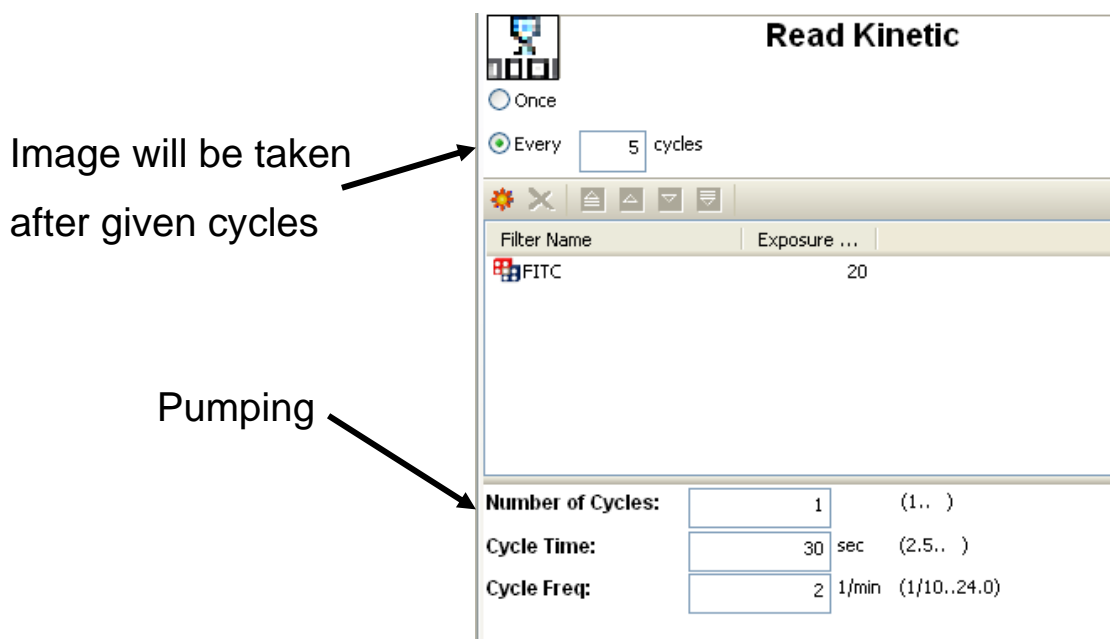 Read Kinetic
Once
Image will be taken
after given cycles
Every 5 cycles
Filter Name Exposure ...
FITC 20
Pumping
Number of Cycles: 1 (1.. )
Cycle Time: 30 sec (2.5.. )
Cycle Freq: 2 1/min (1/10..24.0)